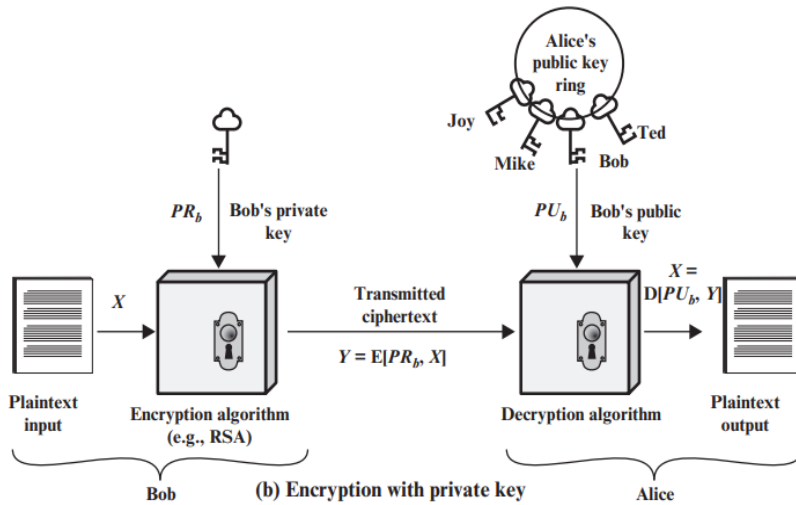 Alice's
public key
ring
Joy
Ted
Mike
Bob
PR_b
Bob's private
key
PU_b
Bob's public
key
X
Transmitted
ciphertext
X =
D[PU_b, Y]
Y = E[PR_b, X]
Plaintext
input
Encryption algorithm
(e.g., RSA)
Decryption algorithm
Plaintext
output
Bob
(b) Encryption with private key
Alice